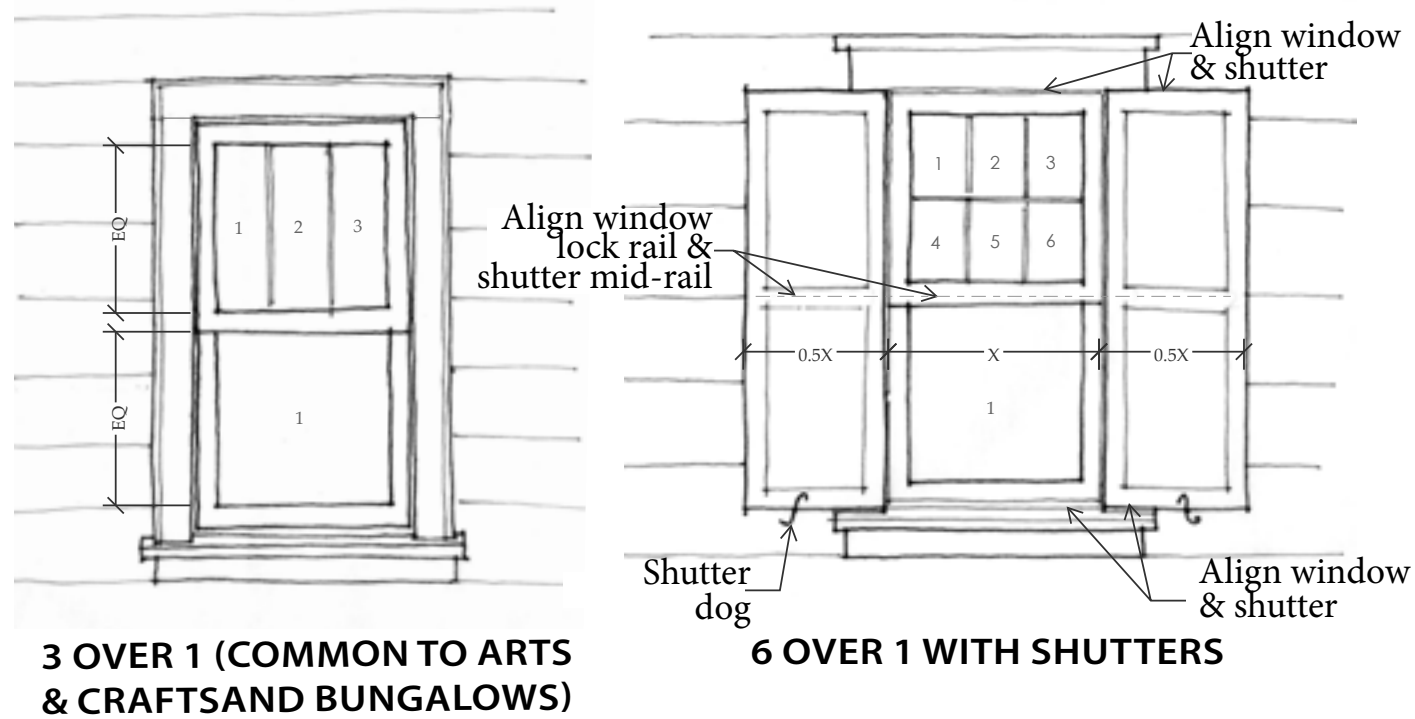 EQ
EQ
1
2
3
1
3 OVER 1 (COMMON TO ARTS
& CRAFTSAND BUNGALOWS)
Align window
& shutter
1
2
3
4
5
6
Align window
lock rail &
shutter mid-rail
0.5X
X
0.5X
1
Shutter
dog
Align window
& shutter
6 OVER 1 WITH SHUTTERS